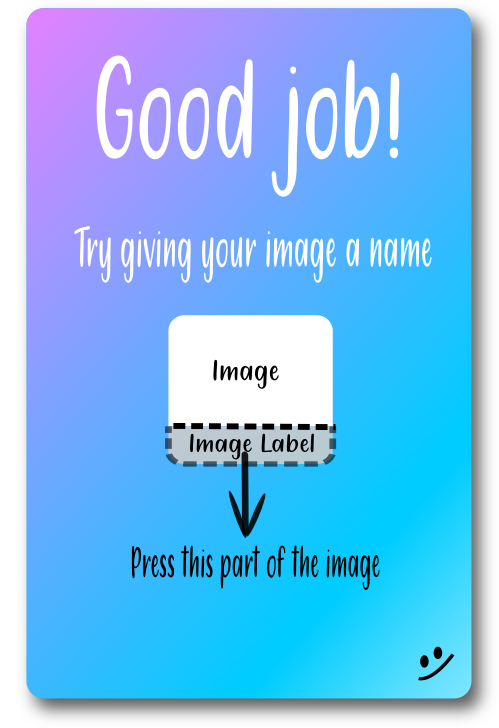 Good job!
Try giving your image a name
Image
Image Label
Press this part of the image